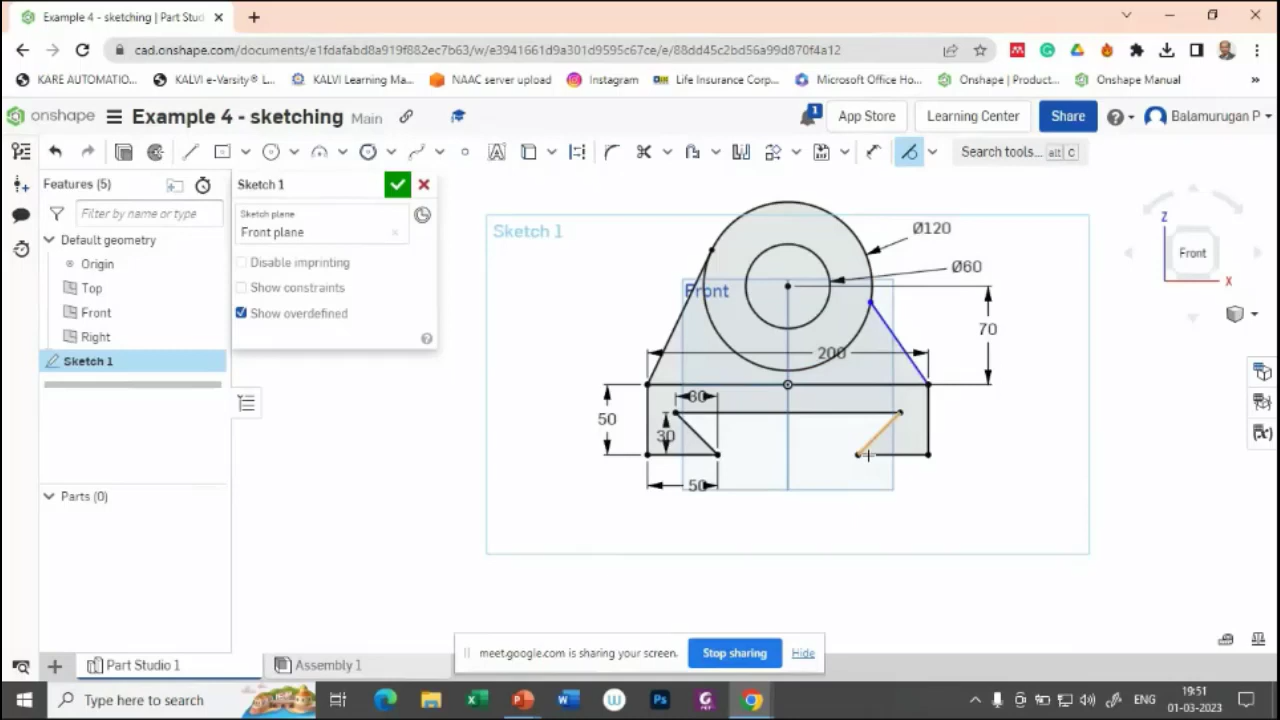 Example 4 - sketching | Part Stud
cad.onshape.com/documents/e1fdafabd8a919f882ec7b63/w/e3941661d9a301d9595c67ce/e/88dd45c2bd56a99d870f4a12
KARE AUTOMATIO... KALVI e-Varsity ® L... KALVI Learning Ma... NAAC server upload Instagram Life Insurance Corp... Microsoft Office Ho... Onshape | Product... Onshape Manual
onshape Example 4 - sketching Main 1 App Store Learning Center Share Balamurugan P
Search tools... alt C
Features (5)
Filter by name or type
Default geometry
Origin
Top
Front
Right
Sketch 1
Parts (0)
Sketch 1
Sketch plane
Front plane
Disable imprinting
Show constraints
Show overdefined
Sketch 1
Front
Ø120
Ø60
70
200
50
30
30
50
Z
Front
X
meet.google.com is sharing your screen. Stop sharing Hide
Part Studio 1 Assembly 1
Type here to search
ENG
19:51
01-03-2023